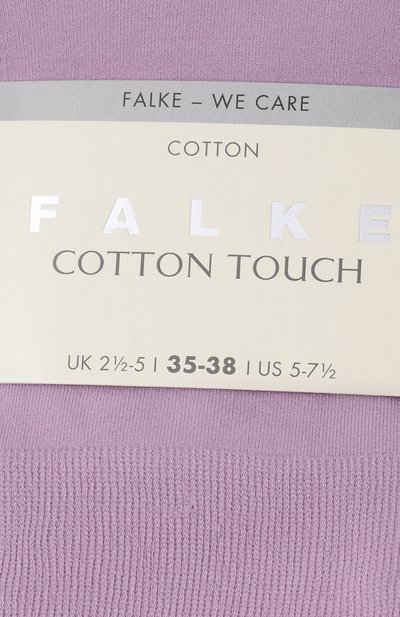 FALKE – WE CARE
COTTON
FALKE
COTTON TOUCH
UK 2½-5 | 35-38 | US 5-7½